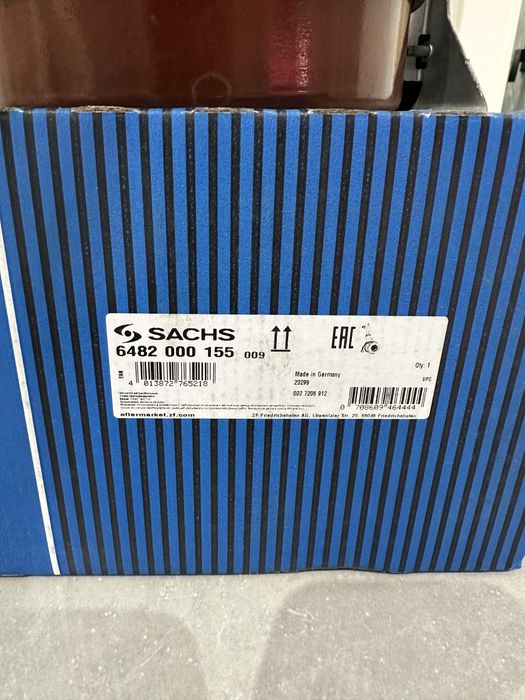 SACHS
EAC
6482 000 155 009
EAN
4 013872 765218
Made in Germany
Qty: 1
23299
UPC
002 7206 912
0 708609 464444
aftermarket.zf.com
ZF Friedrichshafen AG, Löwentaler Str. 20, 88046 Friedrichshafen